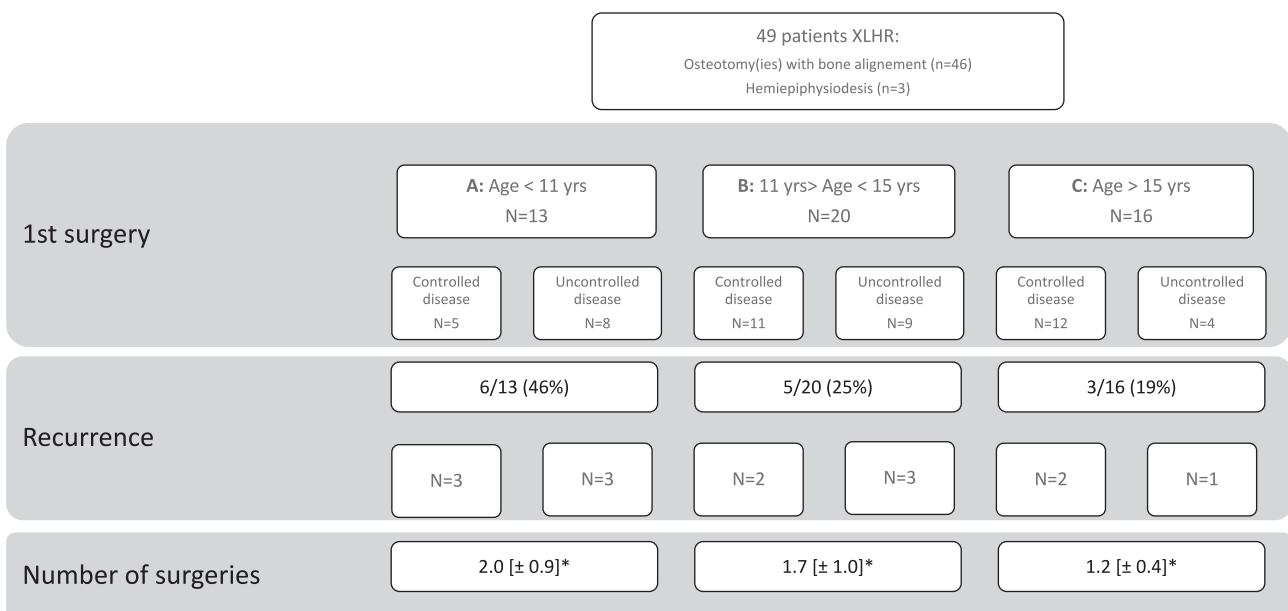 49 patients XLHR:
Osteotomy(ies) with bone alignement (n=46)
Hemiepiphysiodesis (n=3)
1st surgery
A: Age < 11 yrs
N=13
B: 11 yrs> Age < 15 yrs
N=20
C: Age > 15 yrs
N=16
Controlled
disease
N=5
Uncontrolled
disease
N=8
Controlled
disease
N=11
Uncontrolled
disease
N=9
Controlled
disease
N=12
Uncontrolled
disease
N=4
Recurrence
6/13 (46%)
5/20 (25%)
3/16 (19%)
N=3
N=3
N=2
N=3
N=2
N=1
Number of surgeries
2.0 [± 0.9]*
1.7 [± 1.0]*
1.2 [± 0.4]*